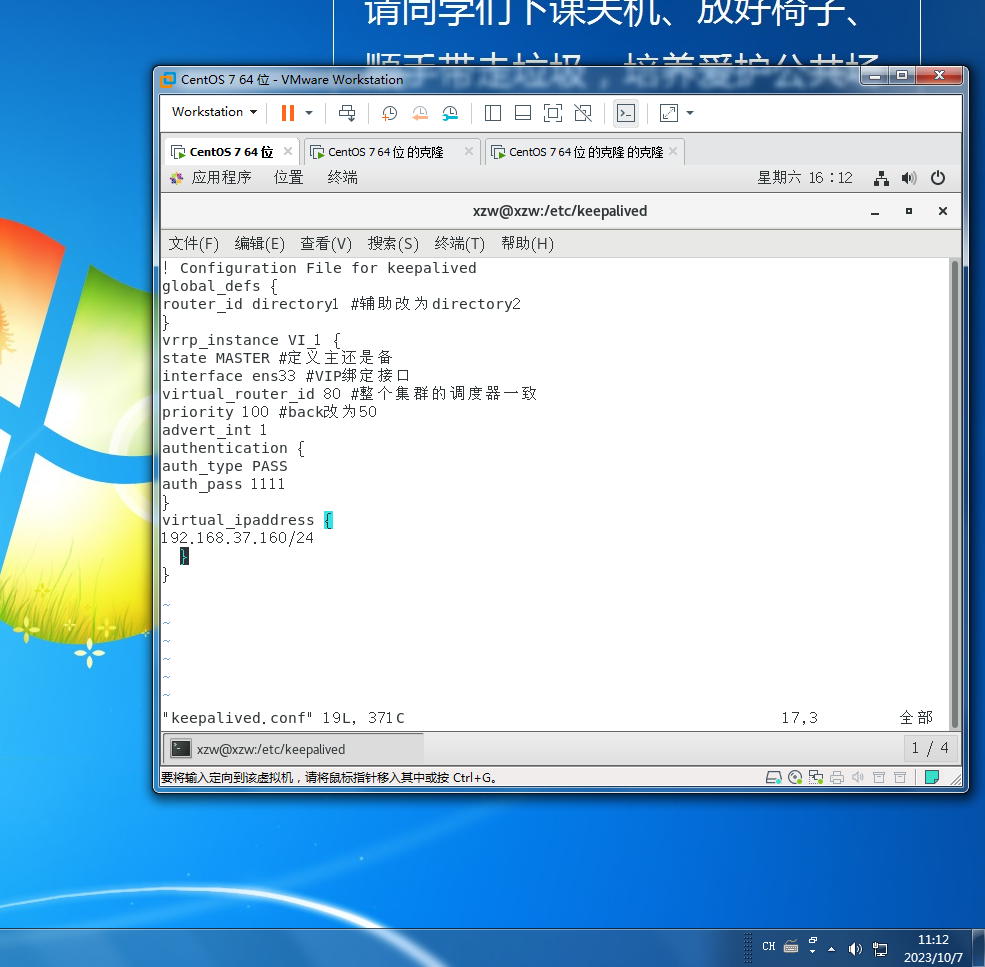 请同学们下课关机、放好椅子、
顺手带走垃圾，培养爱护公共场
CentOS 7 64 位 - VMware Workstation
Workstation
CentOS 7 64 位
CentOS 7 64 位 的克隆
CentOS 7 64 位 的克隆 的克隆
应用程序 位置 终端
星期六 16：12
xzw@xzw:/etc/keepalived
文件(F) 编辑(E) 查看(V) 搜索(S) 终端(T) 帮助(H)
! Configuration File for keepalived
global_defs {
router_id directory1 #辅助改为directory2
}
vrrp_instance VI_1 {
state MASTER #定义主还是备
interface ens33 #VIP绑定接口
virtual_router_id 80 #整个集群的调度器一致
priority 100 #back改为50
advert_int 1
authentication {
auth_type PASS
auth_pass 1111
}
virtual_ipaddress {
192.168.37.160/24
}
}
~
~
~
~
~
~
"keepalived.conf" 19L, 371C 17,3 全部
xzw@xzw:/etc/keepalived
1 / 4
要将输入定向到该虚拟机，请将鼠标指针移入其中或按 Ctrl+G。
CH
11:12
2023/10/7